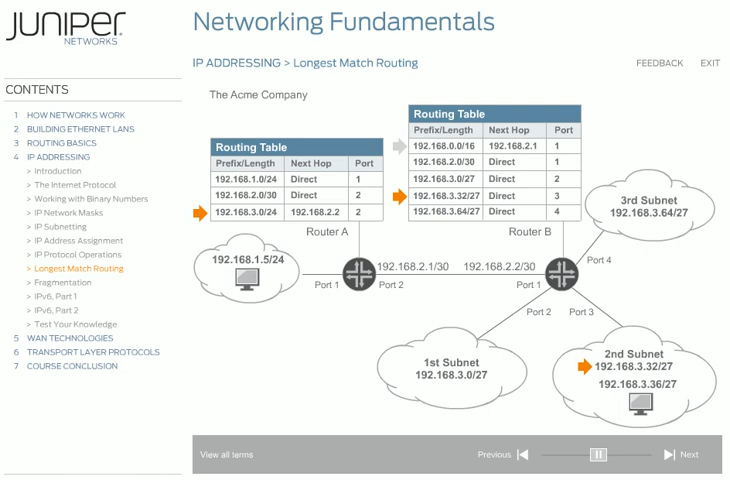 JUNIPER
NETWORKS
Networking Fundamentals
IP ADDRESSING > Longest Match Routing
FEEDBACK EXIT
CONTENTS
1 HOW NETWORKS WORK
2 BUILDING ETHERNET LANS
3 ROUTING BASICS
4 IP ADDRESSING
> Introduction
> The Internet Protocol
> Working with Binary Numbers
> IP Network Masks
> IP Subnetting
> IP Address Assignment
> IP Protocol Operations
> Longest Match Routing
> Fragmentation
> IPv6, Part 1
> IPv6, Part 2
> Test Your Knowledge
5 WAN TECHNOLOGIES
6 TRANSPORT LAYER PROTOCOLS
7 COURSE CONCLUSION
The Acme Company
Routing Table
Prefix/Length Next Hop Port
192.168.1.0/24 Direct 1
192.168.2.0/30 Direct 2
192.168.3.0/24 192.168.2.2 2
Router A
Routing Table
Prefix/Length Next Hop Port
192.168.0.0/16 192.168.2.1 1
192.168.2.0/30 Direct 1
192.168.3.0/27 Direct 2
192.168.3.32/27 Direct 3
192.168.3.64/27 Direct 4
Router B
3rd Subnet
192.168.3.64/27
192.168.1.5/24
192.168.2.1/30 192.168.2.2/30
Port 4
Port 1 Port 2 Port 1
Port 2 Port 3
1st Subnet
192.168.3.0/27
2nd Subnet
192.168.3.32/27
192.168.3.36/27
View all terms
Previous
Next